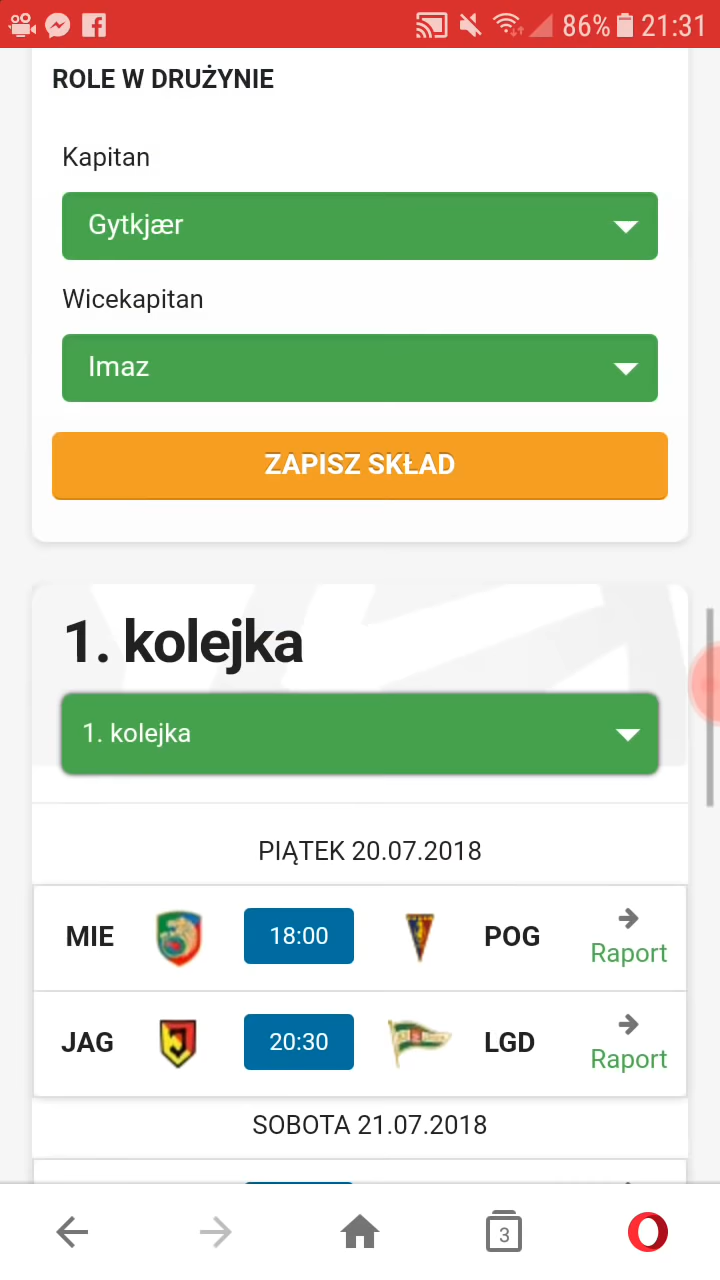 86% 21:31
ROLE W DRUŻYNIE
Kapitan
Gytkjær
Wicekapitan
Imaz
ZAPISZ SKŁAD
1. kolejka
1. kolejka
PIĄTEK 20.07.2018
MIE 18:00 POG Raport
JAG 20:30 LGD Raport
SOBOTA 21.07.2018
3